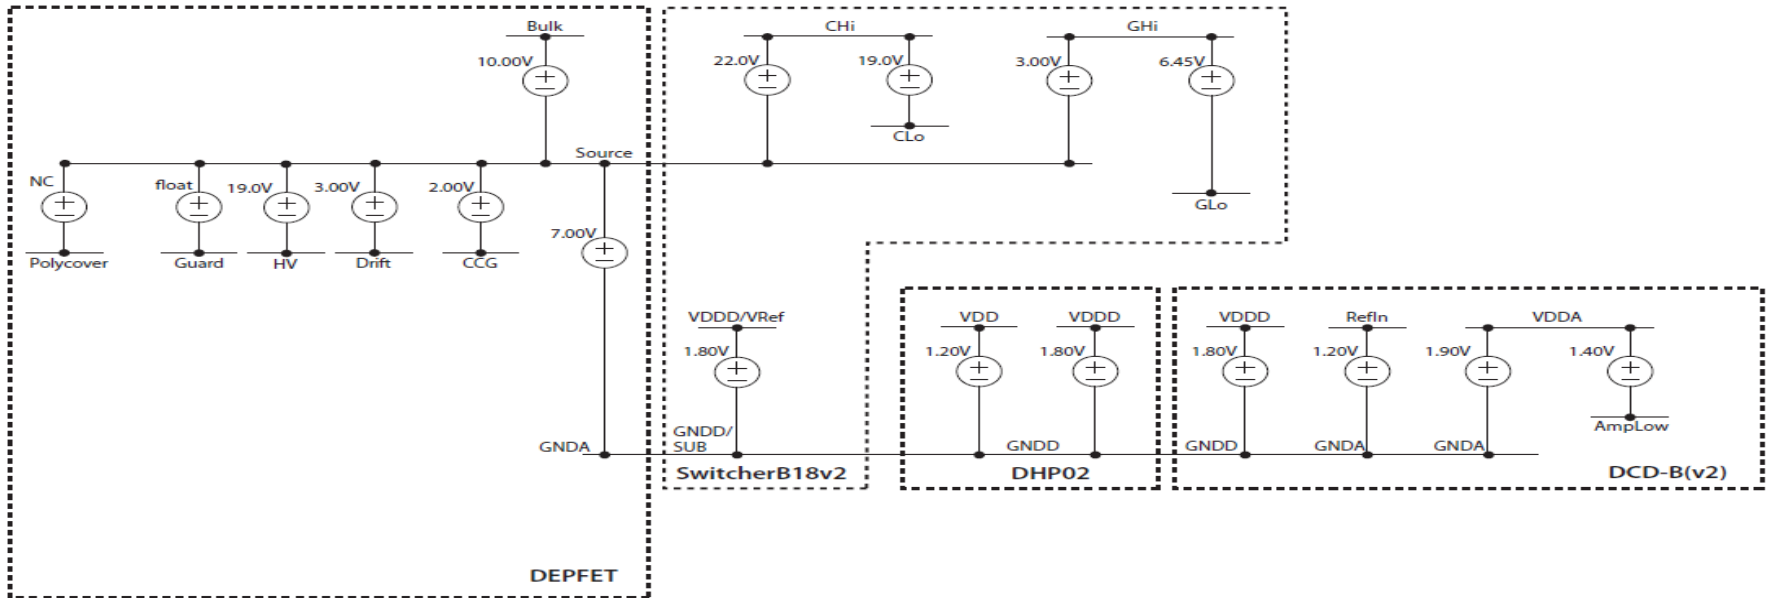 Bulk
10.00V
CHi
22.0V
19.0V
CLo
GHi
3.00V
6.45V
GLo
Source
NC
Polycover
float
Guard
19.0V
HV
3.00V
Drift
2.00V
CCG
7.00V
GNDA
DEPFET
VDDD/VRef
1.80V
GNDD/
SUB
SwitcherB18v2
VDD
1.20V
VDDD
1.80V
GNDD
DHP02
VDDD
1.80V
GNDD
RefIn
1.20V
GNDA
VDDA
1.90V
GNDA
1.40V
AmpLow
DCD-B(v2)